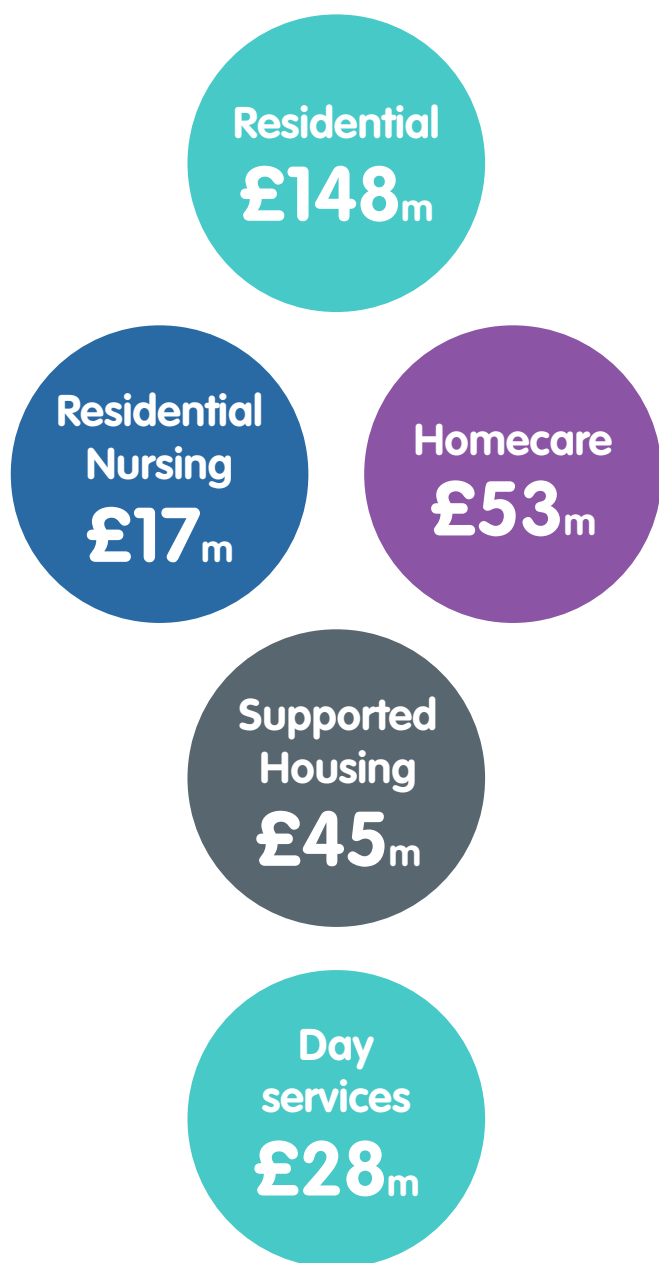 Residential
£148m
Residential
Nursing
£17m
Homecare
£53m
Supported
Housing
£45m
Day
services
£28m